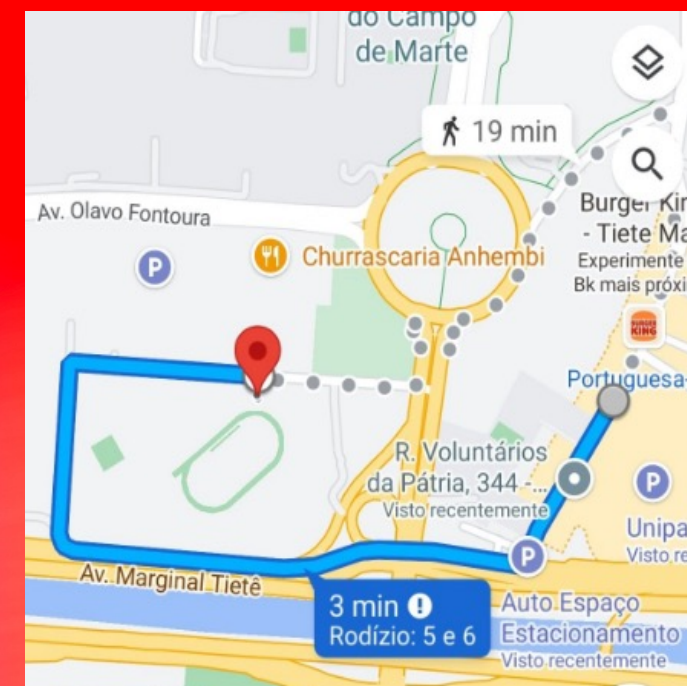 do Campo
de Marte
19 min
Av. Olavo Fontoura
P
Churrascaria Anhembi
Burger Kin
- Tiete Ma
Experimente
Bk mais próxi
BURGER
KING
Portuguesa-
R. Voluntários
da Pátria, 344 -...
Visto recentemente
P
Unipa
Visto re
P
Av. Marginal Tietê
3 min
Rodízio: 5 e 6
Auto Espaço
Estacionamento
Visto recentemente